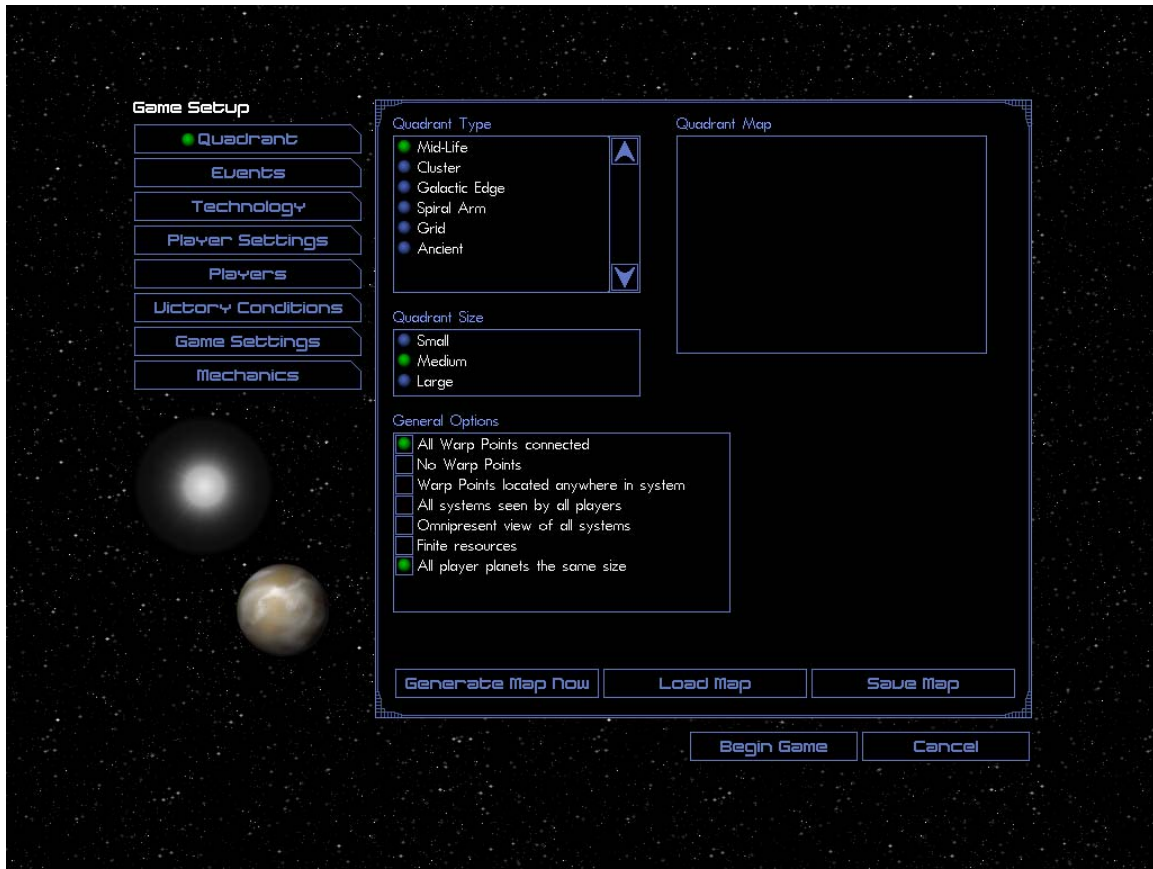 Game Setup
Quadrant
Events
Technology
Player Settings
Players
Victory Conditions
Game Settings
Mechanics
Quadrant Type
Mid-Life
Cluster
Galactic Edge
Spiral Arm
Grid
Ancient
Quadrant Size
Small
Medium
Large
General Options
All Warp Points connected
No Warp Points
Warp Points located anywhere in system
All systems seen by all players
Omnipresent view of all systems
Finite resources
All player planets the same size
Quadrant Map
Generate Map Now
Load Map
Save Map
Begin Game
Cancel